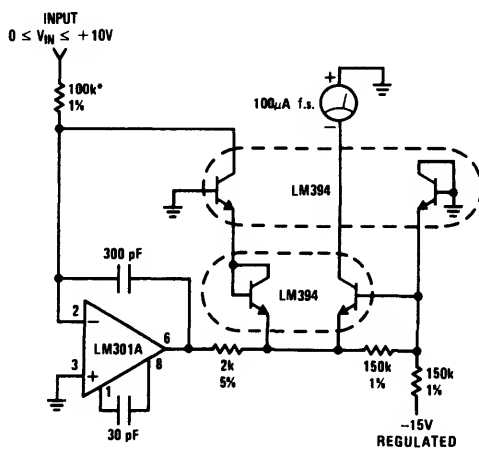 INPUT
0 ≤ VIN ≤ +10V
100k*
1%
100μA f.s.
+
−
LM394
300 pF
LM394
2
−
6
LM301A
3
+
8
1
2k
5%
150k
1%
150k
1%
30 pF
−15V
REGULATED